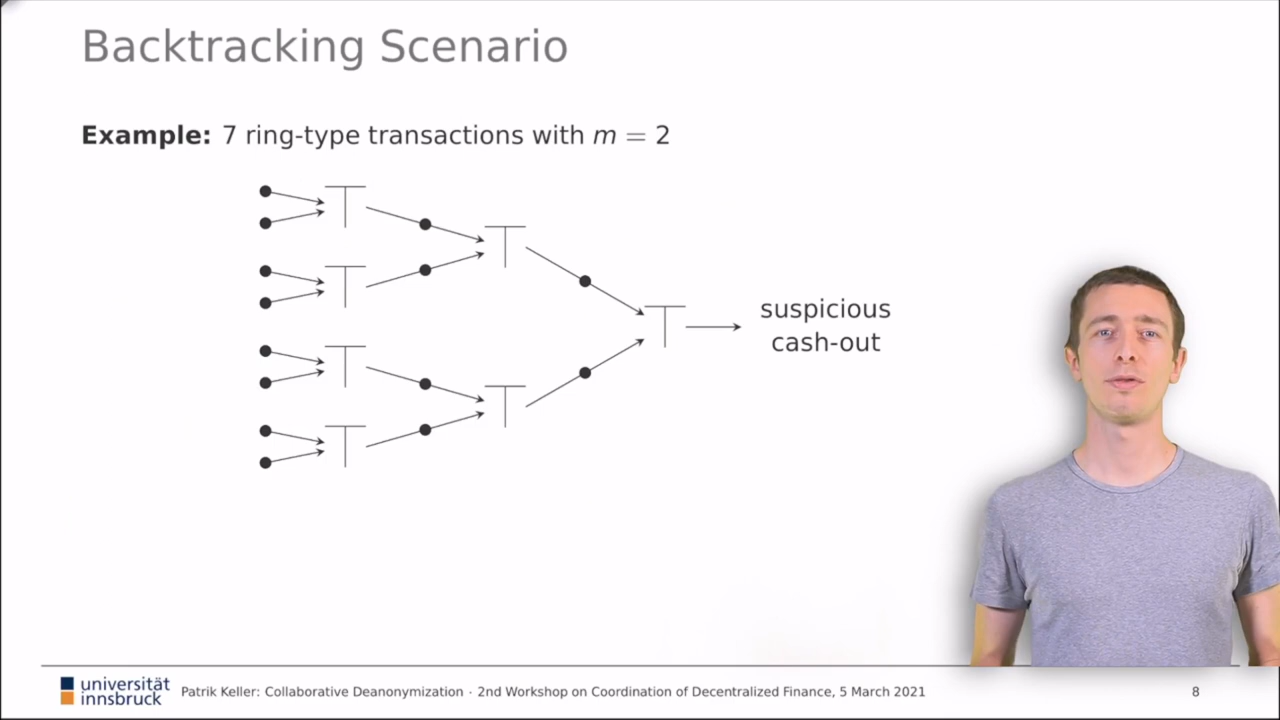 Backtracking Scenario
Example: 7 ring-type transactions with m = 2
T
T
T
T
T
T
T
suspicious
cash-out
universität
innsbruck
Patrik Keller: Collaborative Deanonymization · 2nd Workshop on Coordination of Decentralized Finance, 5 March 2021
8